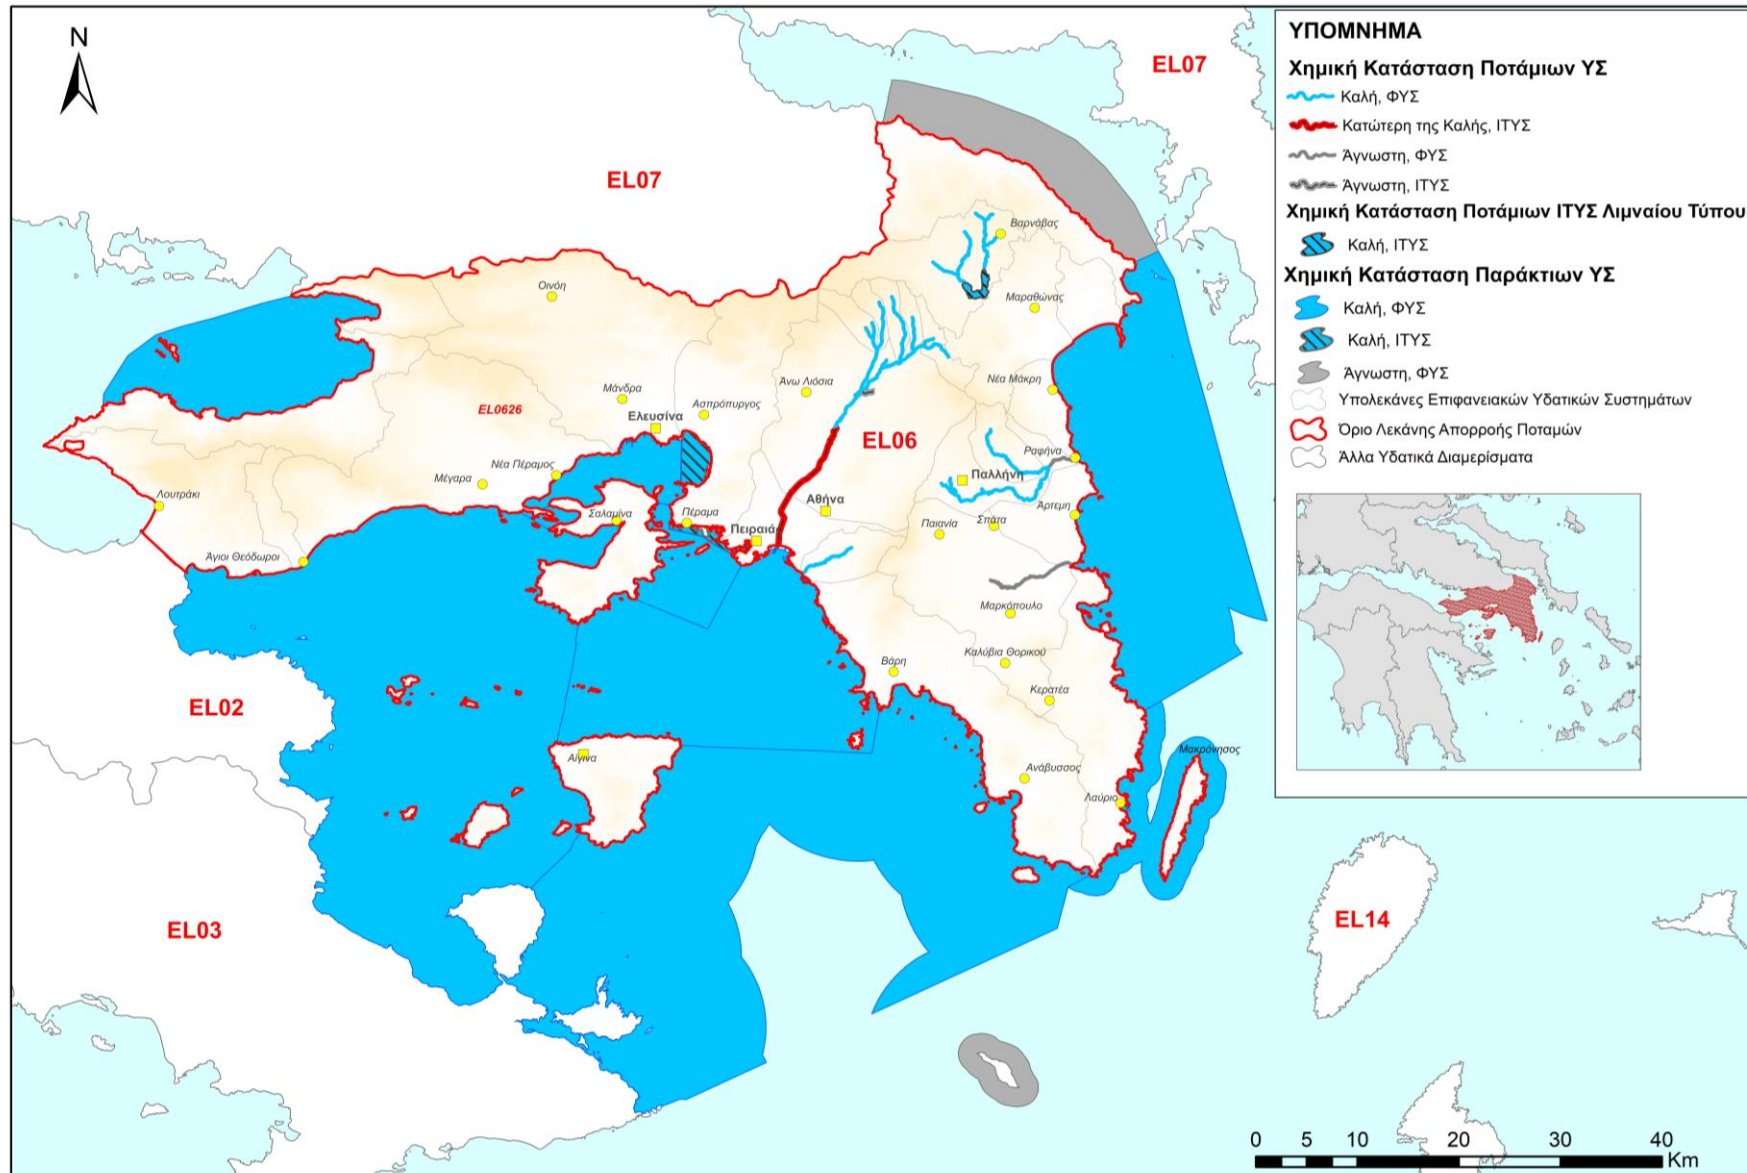 N
EL07
EL07
ΥΠΟΜΝΗΜΑ
Χημική Κατάσταση Ποτάμιων ΥΣ
Καλή, ΦΥΣ
Κατώτερη της Καλής, ΙΤΥΣ
Άγνωστη, ΦΥΣ
Άγνωστη, ΙΤΥΣ
Χημική Κατάσταση Ποτάμιων ΙΤΥΣ Λιμναίου Τύπου
Καλή, ΙΤΥΣ
Χημική Κατάσταση Παράκτιων ΥΣ
Καλή, ΦΥΣ
Καλή, ΙΤΥΣ
Άγνωστη, ΦΥΣ
Υπολεκάνες Επιφανειακών Υδατικών Συστημάτων
Όριο Λεκάνης Απορροής Ποταμών
Άλλα Υδατικά Διαμερίσματα
Βαρνάβας
Οινόη
Μαραθώνας
Μάνδρα
Άνω Λιόσια
Νέα Μάκρη
EL0626
Ασπρόπυργος
Ελευσίνα
EL06
Ραφήνα
Νέα Πέραμος
Μέγαρα
Παλλήνη
Λουτράκι
Αθήνα
Άρτεμη
Σαλαμίνα
Πέραμα
Πειραιά
Παιανία
Σπάτα
Άγιοι Θεόδωροι
Μαρκόπουλο
Βάρη
Καλύβια Θορικού
Κερατέα
EL02
Αίγινα
Μακρόνησος
Ανάβυσσος
Λαύριο
EL03
EL14
0 5 10 20 30 40
Km